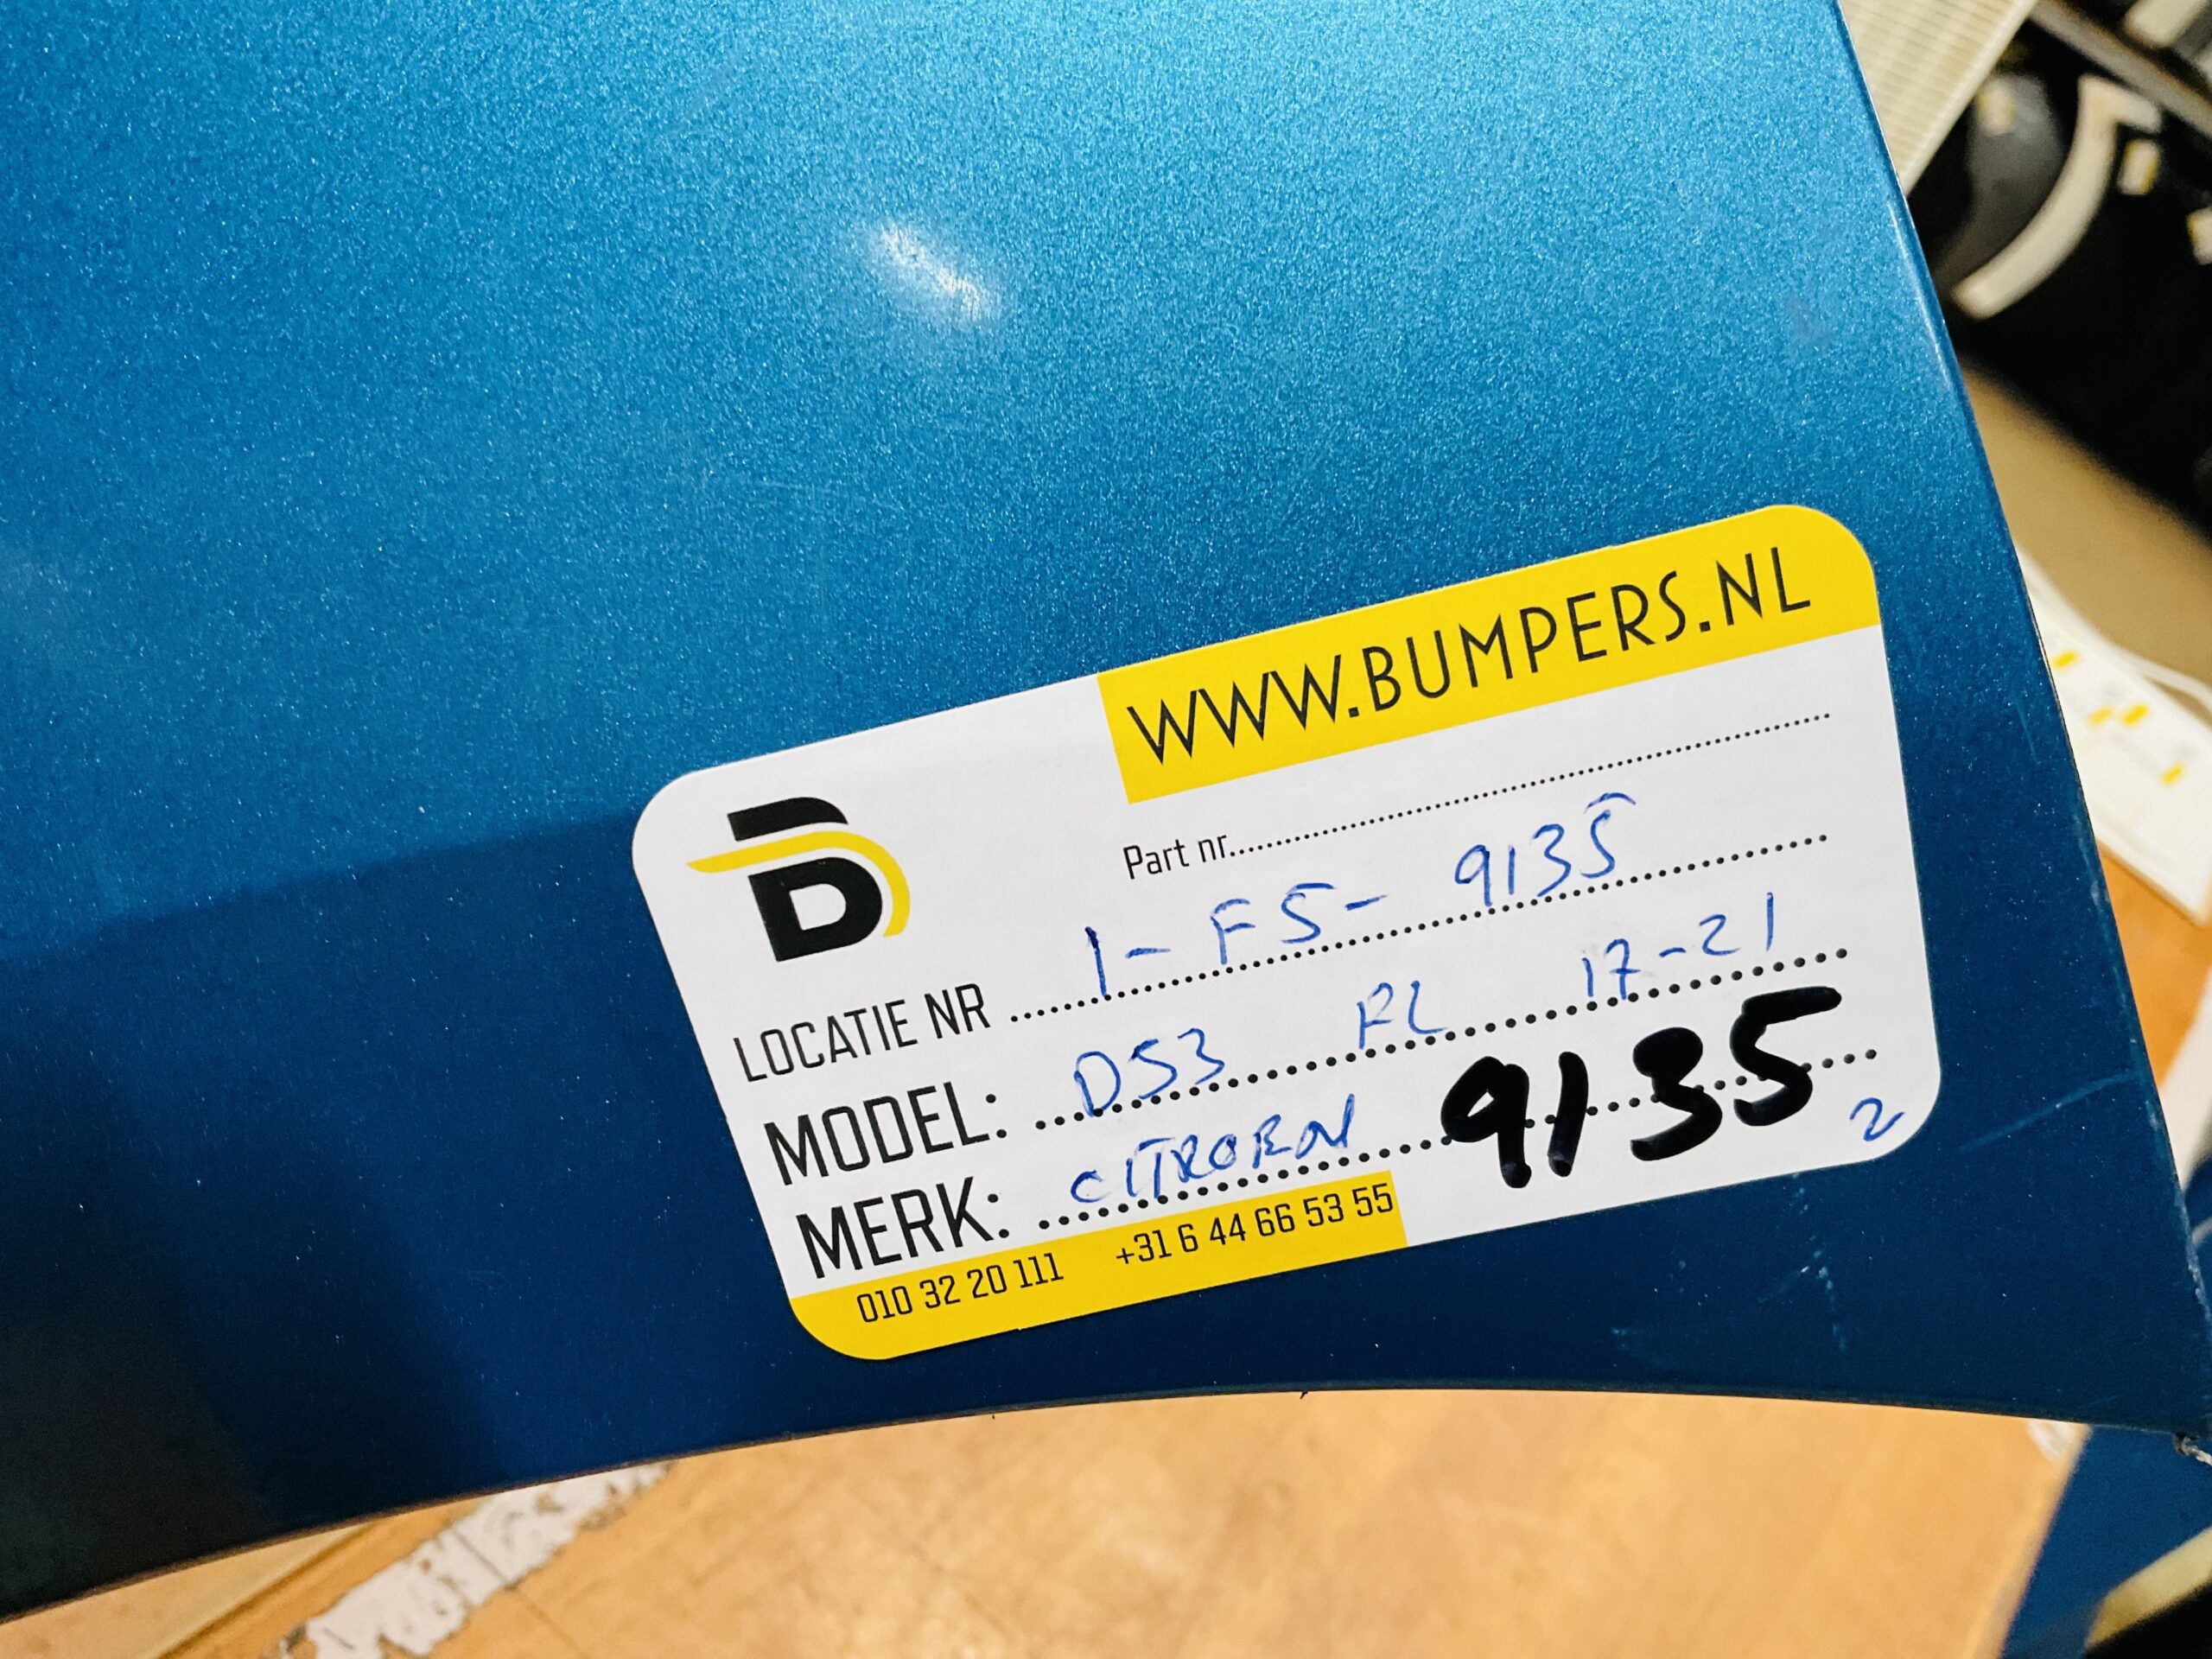 WWW.BUMPERS.NL
Part nr.
LOCATIE NR 1-F5-9135
MODEL: DS3 FL 17-21
MERK: CITROEN 9135 2
010 32 20 111 +31 6 44 66 53 55